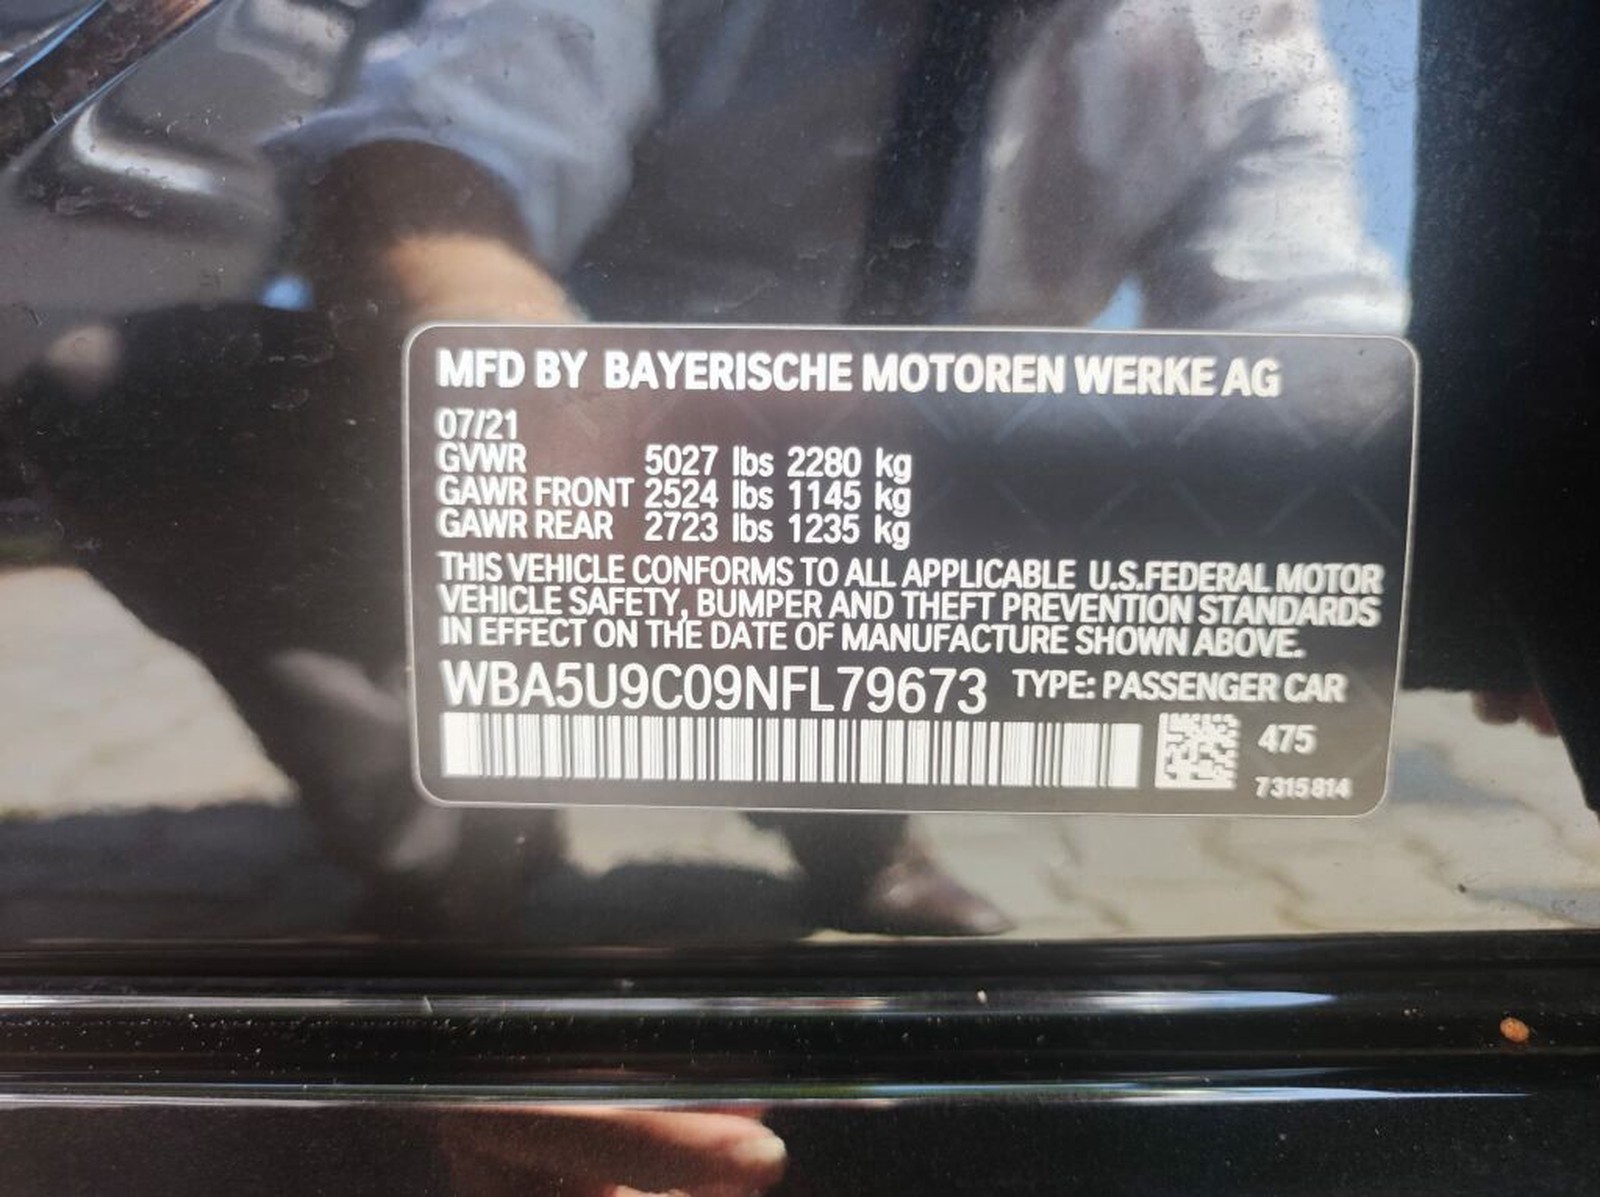 MFD BY BAYERISCHE MOTOREN WERKE AG
07/21
GVWR 5027 lbs 2280 kg
GAWR FRONT 2524 lbs 1145 kg
GAWR REAR 2723 lbs 1235 kg
THIS VEHICLE CONFORMS TO ALL APPLICABLE U.S.FEDERAL MOTOR
VEHICLE SAFETY, BUMPER AND THEFT PREVENTION STANDARDS
IN EFFECT ON THE DATE OF MANUFACTURE SHOWN ABOVE.
WBA5U9C09NFL79673 TYPE: PASSENGER CAR
475
7315814